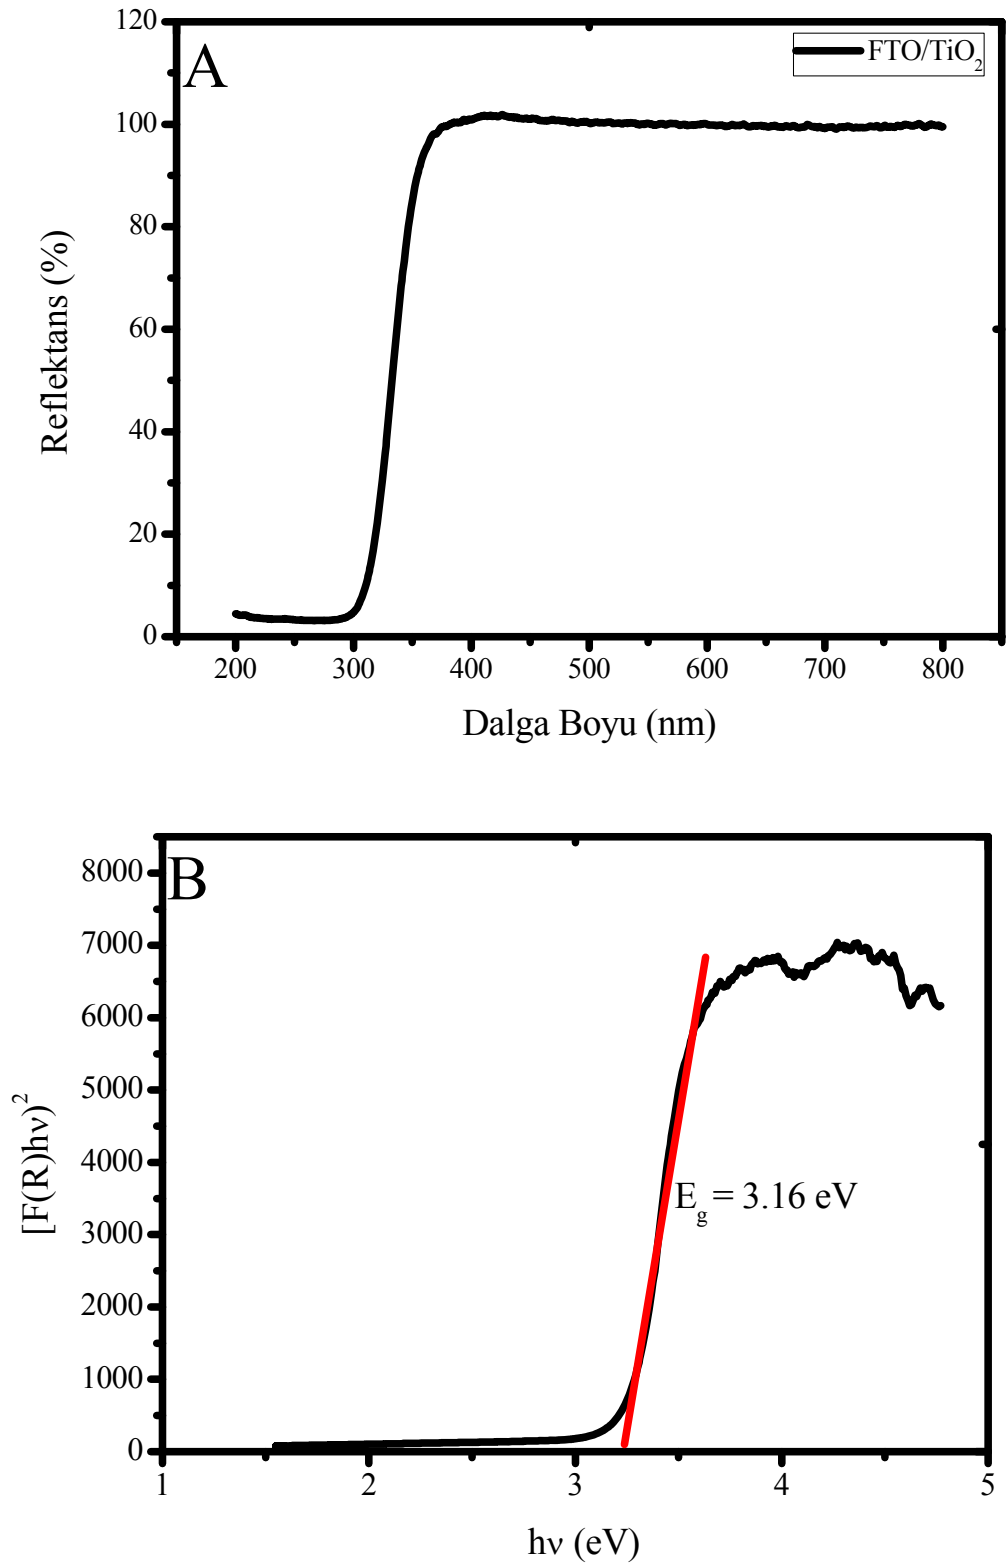 A
FTO/TiO₂
120
100
80
60
40
20
0
Reflektans (%)
200 300 400 500 600 700 800
Dalga Boyu (nm)
B
8000
7000
6000
5000
4000
3000
2000
1000
0
[F(R)hν)²
E_g = 3.16 eV
1 2 3 4 5
hν (eV)